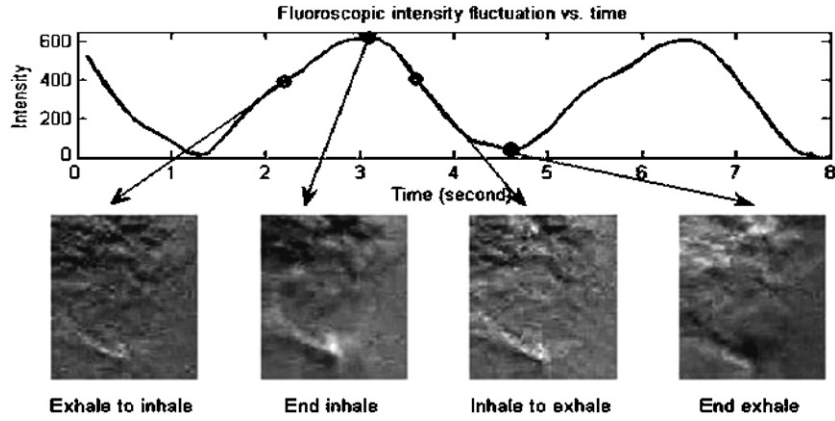 Fluoroscopic intensity fluctuation vs. time
Intensity
600
400
200
0
0 1 2 3 4 5 6 7 8
Time (second)
Exhale to inhale
End inhale
Inhale to exhale
End exhale